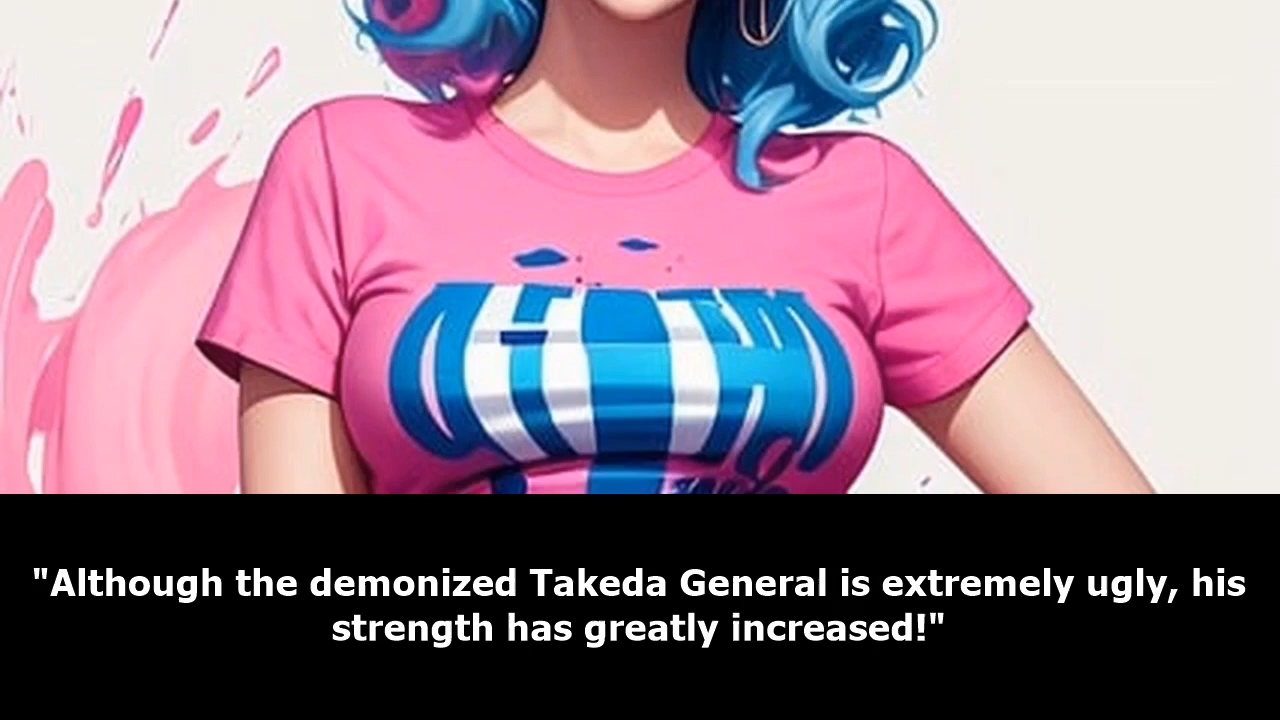 "Although the demonized Takeda General is extremely ugly, his
strength has greatly increased!"